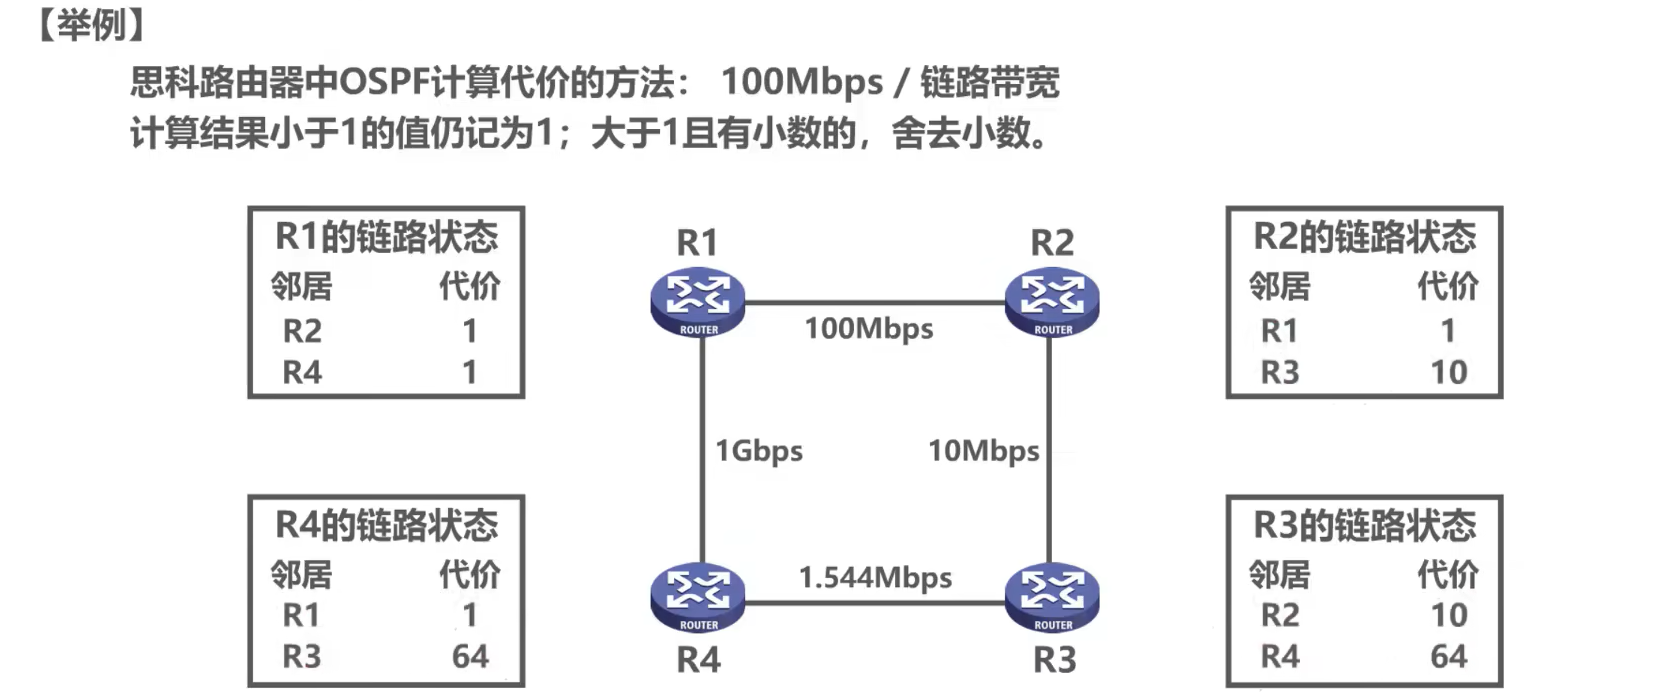 【举例】
思科路由器中OSPF计算代价的方法： 100Mbps / 链路带宽
计算结果小于1的值仍记为1；大于1且有小数的，舍去小数。
R1的链路状态
邻居 代价
R2 1
R4 1
R1
R2
ROUTER
ROUTER
100Mbps
R2的链路状态
邻居 代价
R1 1
R3 10
1Gbps
10Mbps
R4的链路状态
邻居 代价
R1 1
R3 64
1.544Mbps
ROUTER
ROUTER
R4
R3
R3的链路状态
邻居 代价
R2 10
R4 64